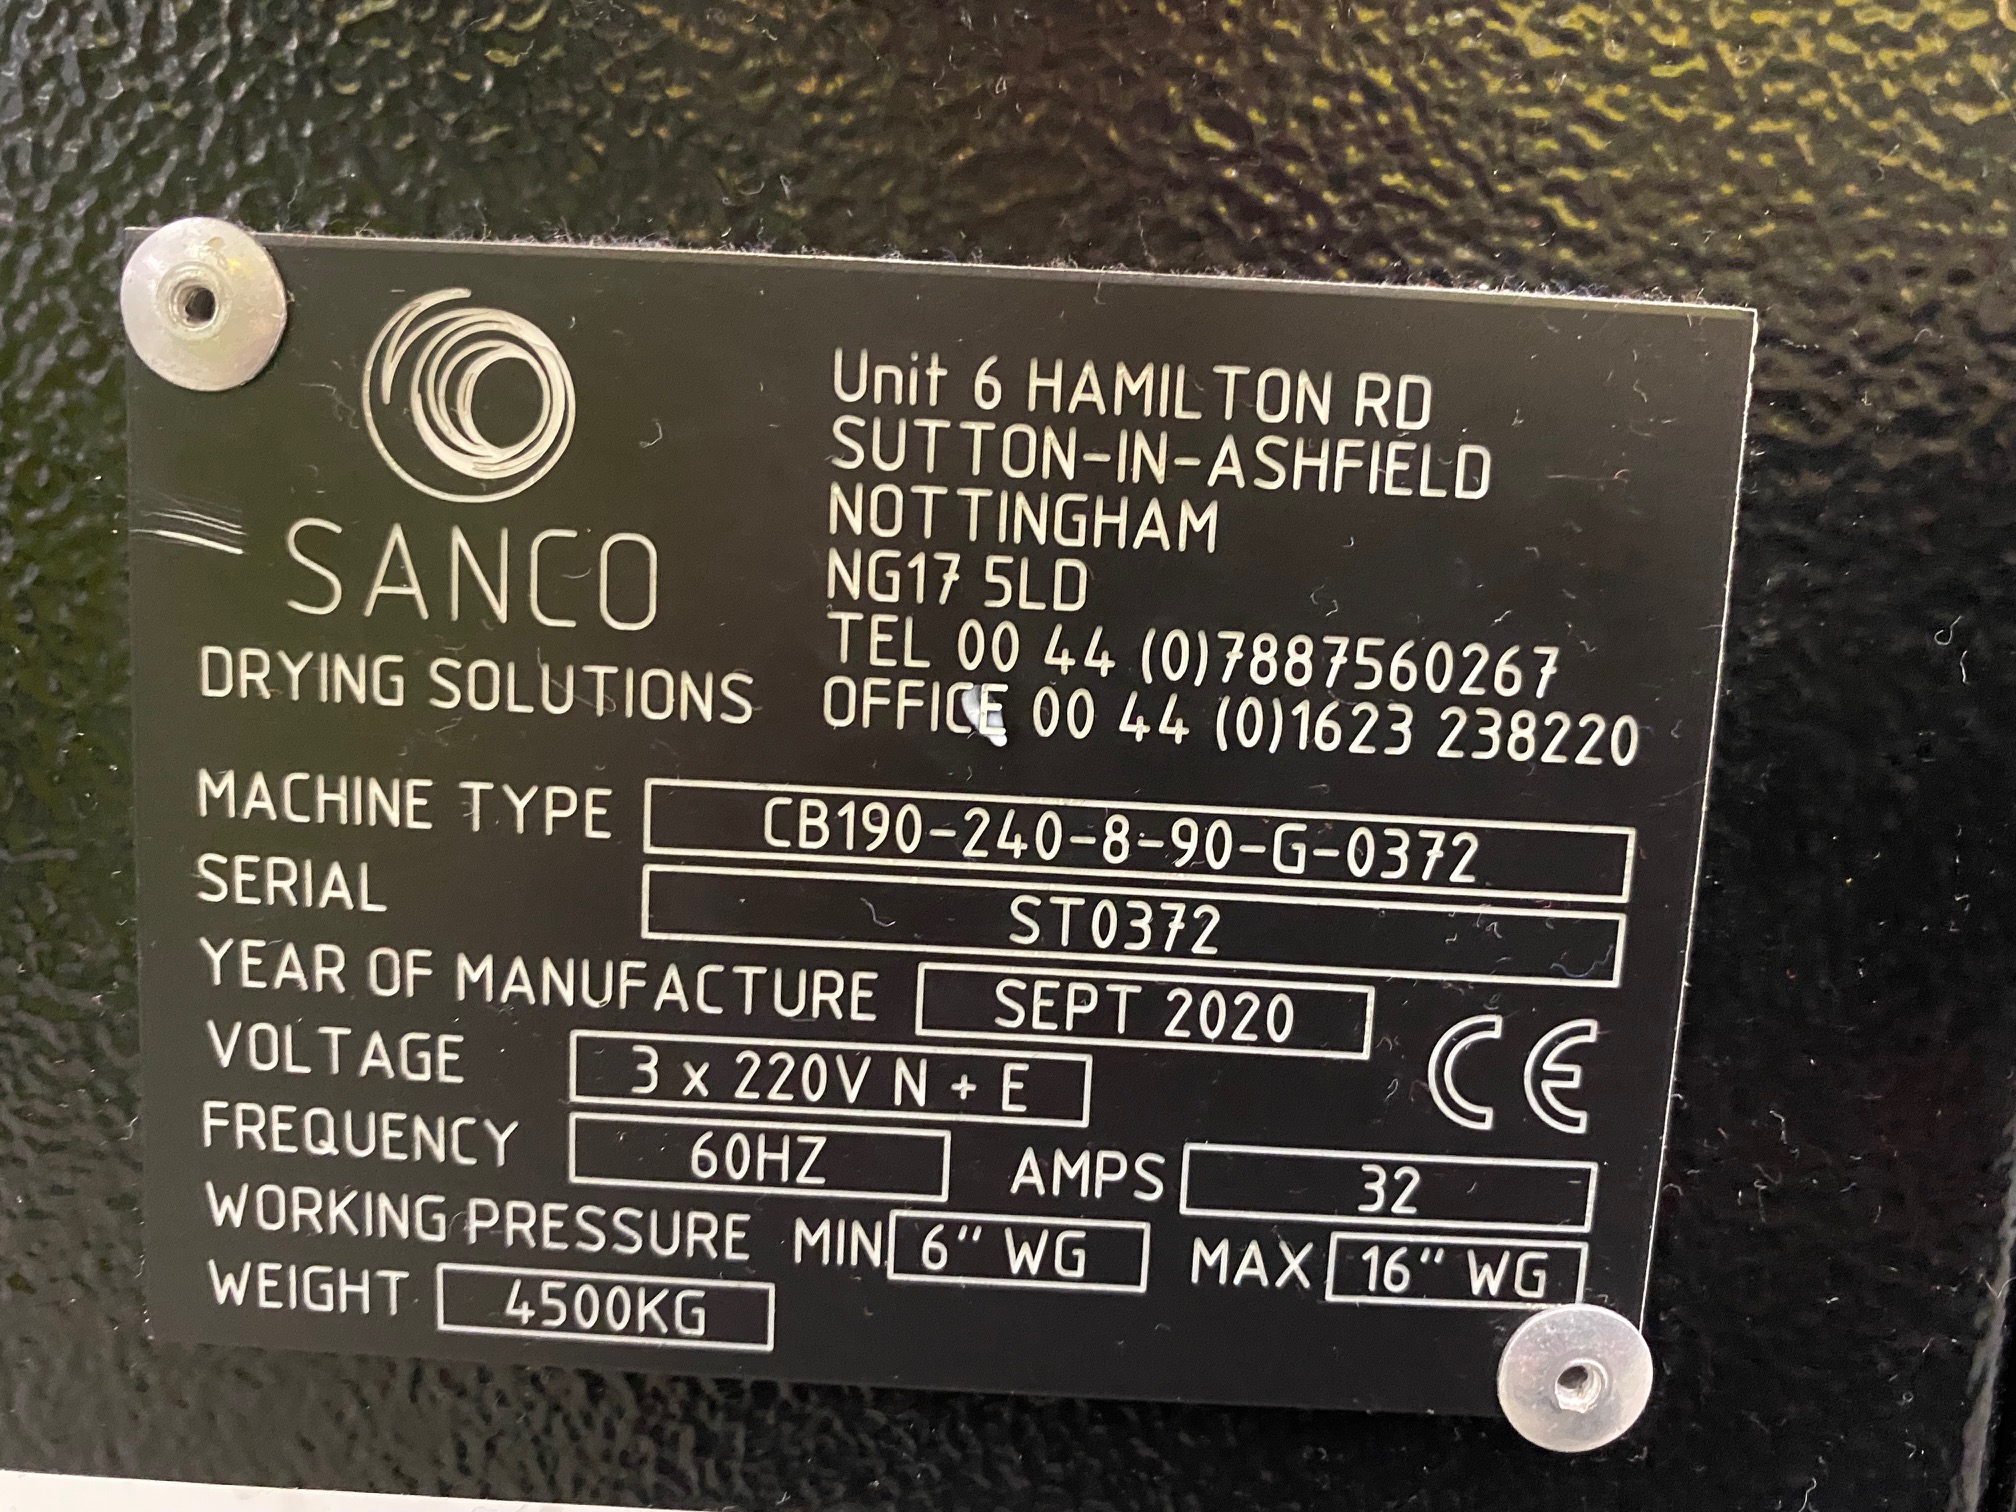 Unit 6 HAMILTON RD
SUTTON-IN-ASHFIELD
NOTTINGHAM
NG17 5LD
TEL 00 44 (0)7887560267
OFFICE 00 44 (0)1623 238220
SANCO
DRYING SOLUTIONS
MACHINE TYPE CB190-240-8-90-G-0372
SERIAL ST0372
YEAR OF MANUFACTURE SEPT 2020
VOLTAGE 3 x 220V N + E
CE
FREQUENCY 60HZ AMPS 32
WORKING PRESSURE MIN 6" WG MAX 16" WG
WEIGHT 4500KG